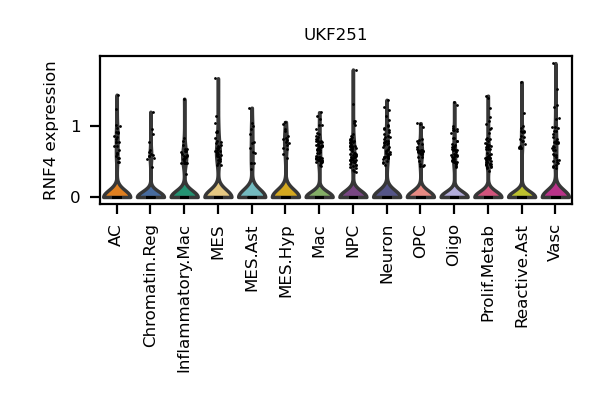 UKF251
RNF4 expression
1
0
AC
Chromatin.Reg
Inflammatory.Mac
MES
MES.Ast
MES.Hyp
Mac
NPC
Neuron
OPC
Oligo
Prolif.Metab
Reactive.Ast
Vasc